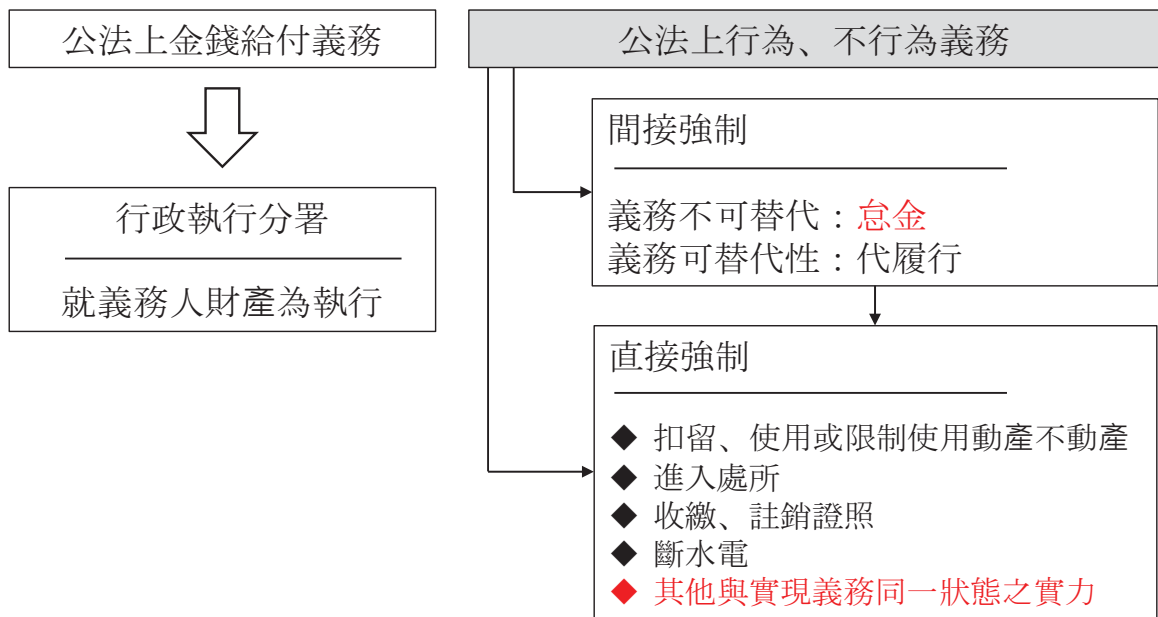 公法上金錢給付義務
行政執行分署
就義務人財產為執行
公法上行為、不行為義務
間接強制
義務不可替代：怠金
義務可替代性：代履行
直接強制
◆ 扣留、使用或限制使用動產不動產
◆ 進入處所
◆ 收繳、註銷證照
◆ 斷水電
◆ 其他與實現義務同一狀態之實力